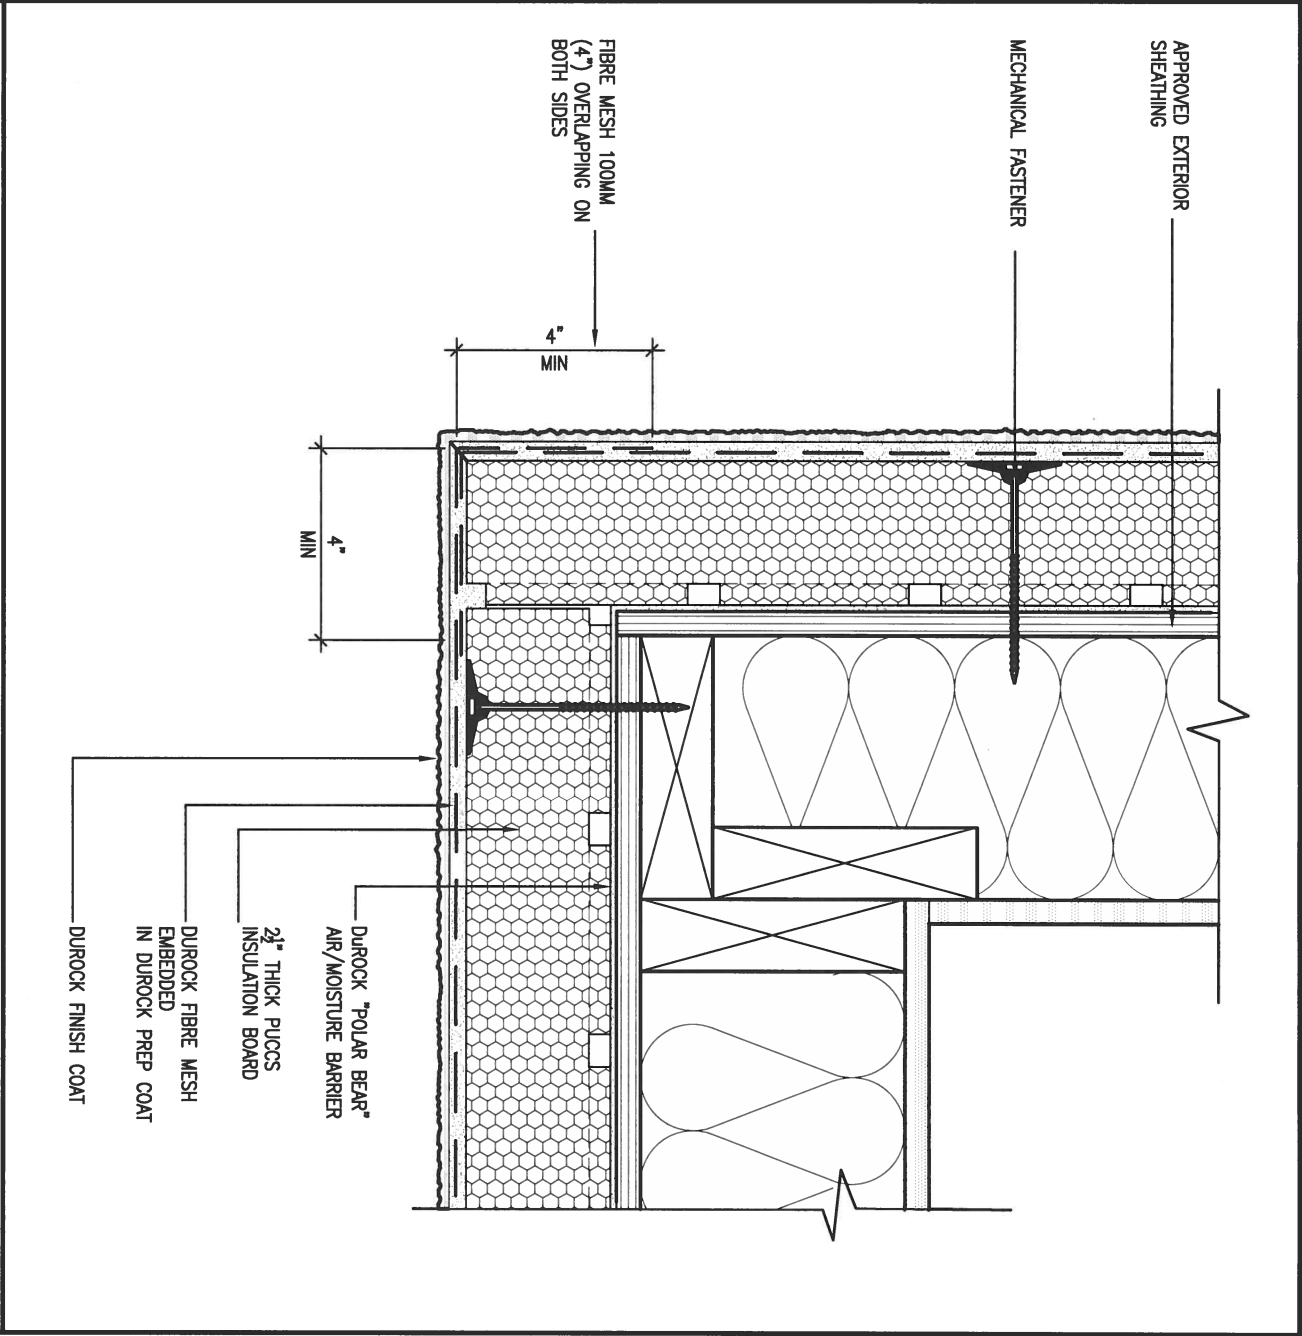 APPROVED EXTERIOR
SHEATHING
MECHANICAL FASTENER
FIBRE MESH 100MM
(4") OVERLAPPING ON
BOTH SIDES
4"
MIN
4"
MIN
DuROCK "POLAR BEAR"
AIR/MOISTURE BARRIER
2½" THICK PUCCS
INSULATION BOARD
DUROCK FIBRE MESH
EMBEDDED
IN DUROCK PREP COAT
DUROCK FINISH COAT